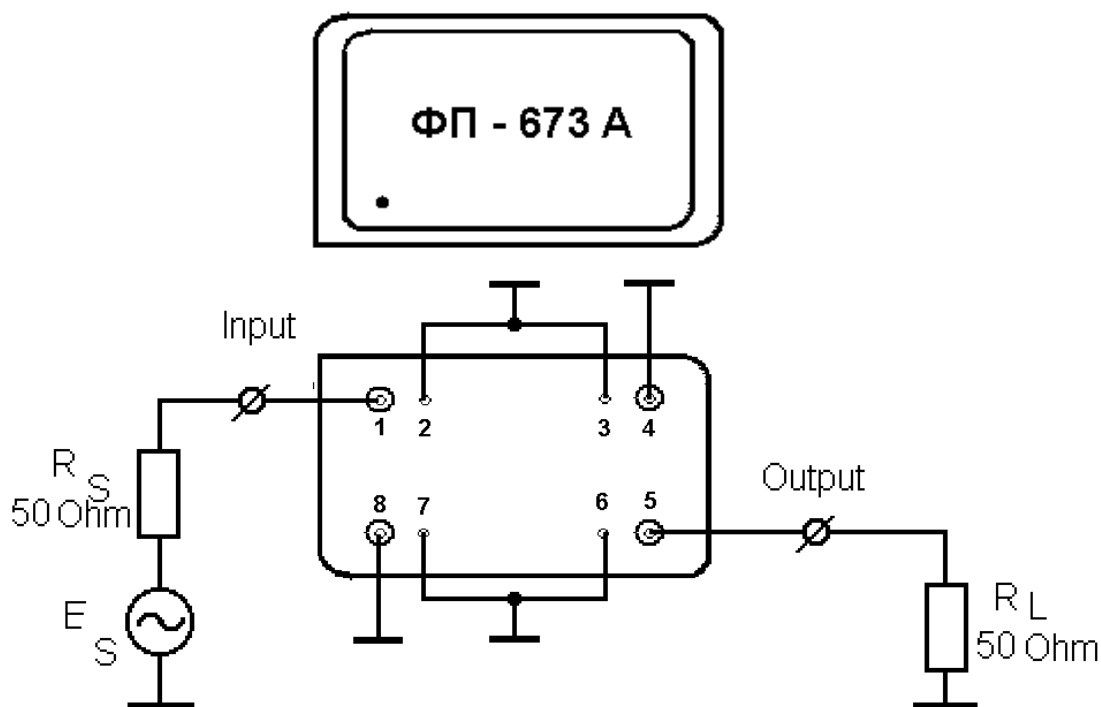 ФП - 673 А
Input
1 2 3 4
R S
50 Ohm
8 7 6 5
Output
E S
R L
50 Ohm